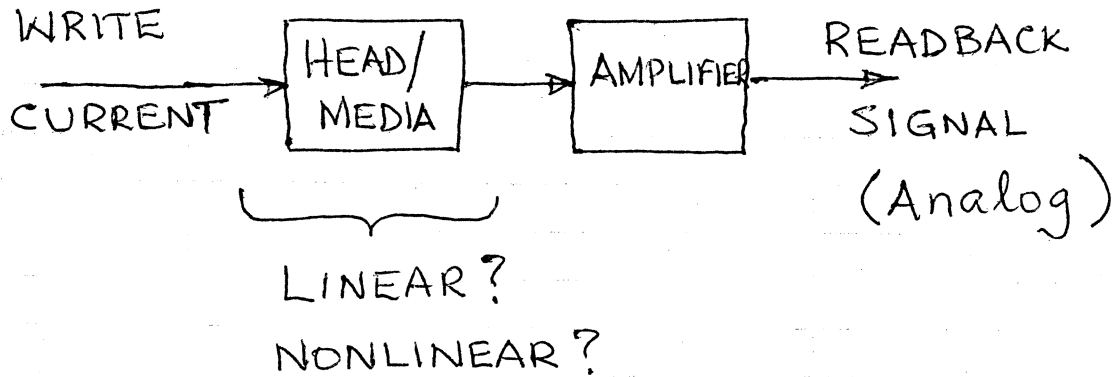 WRITE
CURRENT
HEAD/
MEDIA
AMPLIFIER
READBACK
SIGNAL
(Analog)
LINEAR?
NONLINEAR?